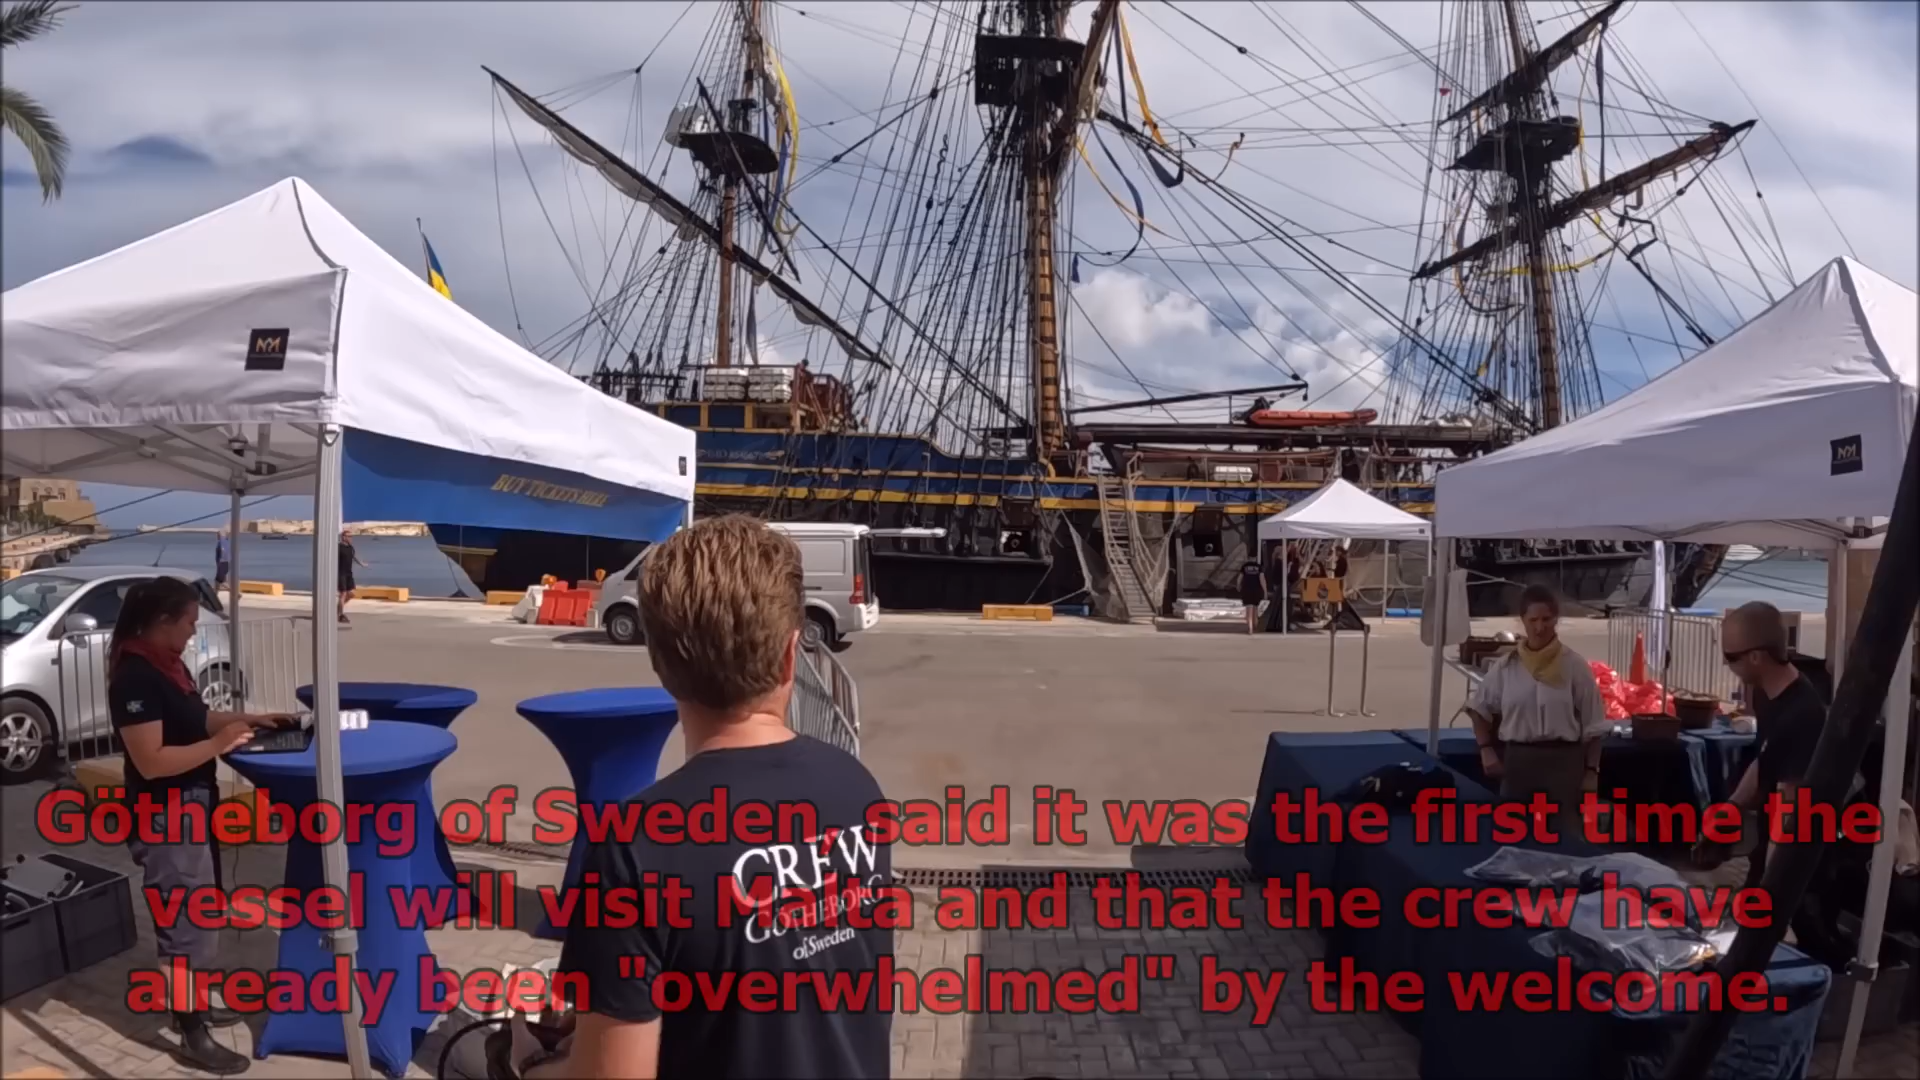 BUY TICKETS HERE
CREW
GÖTHEBORG
of Sweden
Götheborg of Sweden, said it was the first time the
vessel will visit Malta and that the crew have
already been "overwhelmed" by the welcome.